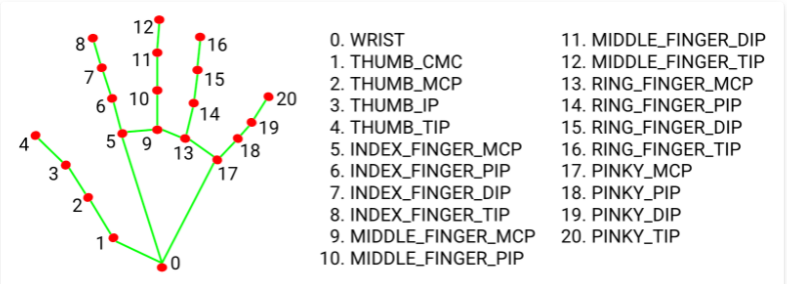 12
8
16
11
7
15
6
10
20
14
19
5
9
4
13
18
3
17
2
1
0
0. WRIST
1. THUMB_CMC
2. THUMB_MCP
3. THUMB_IP
4. THUMB_TIP
5. INDEX_FINGER_MCP
6. INDEX_FINGER_PIP
7. INDEX_FINGER_DIP
8. INDEX_FINGER_TIP
9. MIDDLE_FINGER_MCP
10. MIDDLE_FINGER_PIP
11. MIDDLE_FINGER_DIP
12. MIDDLE_FINGER_TIP
13. RING_FINGER_MCP
14. RING_FINGER_PIP
15. RING_FINGER_DIP
16. RING_FINGER_TIP
17. PINKY_MCP
18. PINKY_PIP
19. PINKY_DIP
20. PINKY_TIP